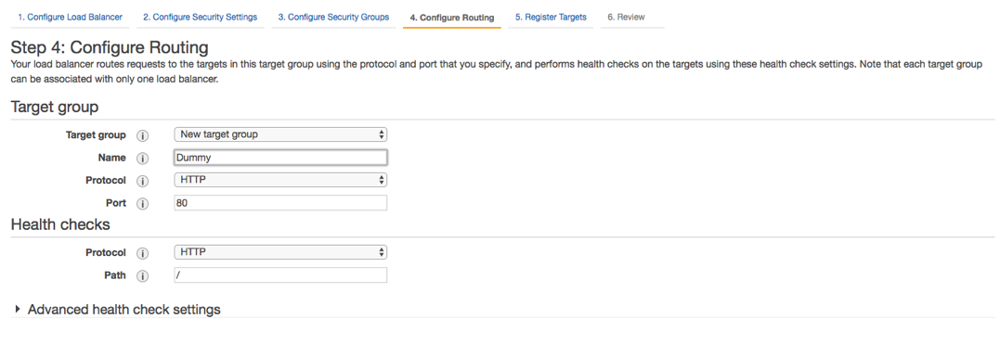 1. Configure Load Balancer 2. Configure Security Settings 3. Configure Security Groups 4. Configure Routing 5. Register Targets 6. Review
Step 4: Configure Routing
Your load balancer routes requests to the targets in this target group using the protocol and port that you specify, and performs health checks on the targets using these health check settings. Note that each target group
can be associated with only one load balancer.
Target group
Target group i New target group
Name i Dummy
Protocol i HTTP
Port i 80
Health checks
Protocol i HTTP
Path i /
Advanced health check settings